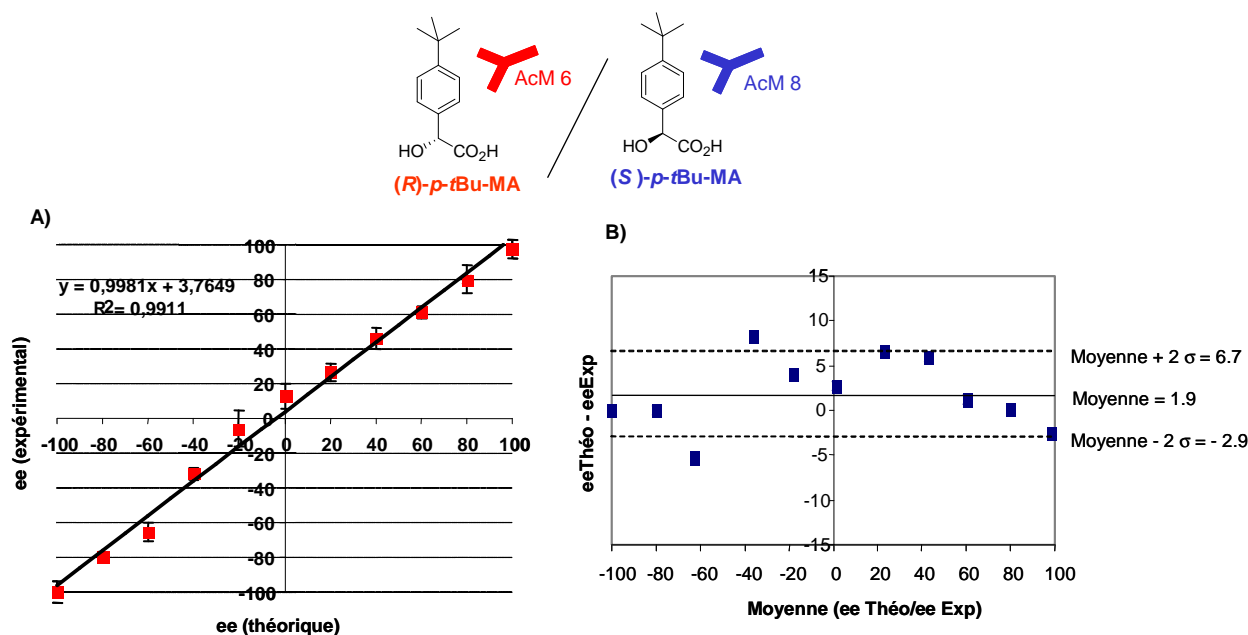 HO
CO₂H
AcM 6
(R)-p-tBu-MA
HO
CO₂H
AcM 8
(S )-p-tBu-MA
A)
y = 0,9981x + 3,7649
R2= 0,9911
100
80
60
40
20
0
-20
-40
-60
-80
-100
-100 -80 -60 -40 -20 0 20 40 60 80 100
ee (expérimental)
ee (théorique)
B)
15
10
5
0
-5
-10
-15
-100 -80 -60 -40 -20 0 20 40 60 80 100
eeThéo - eeExp
Moyenne (ee Théo/ee Exp)
Moyenne + 2 σ = 6.7
Moyenne = 1.9
Moyenne - 2 σ = - 2.9